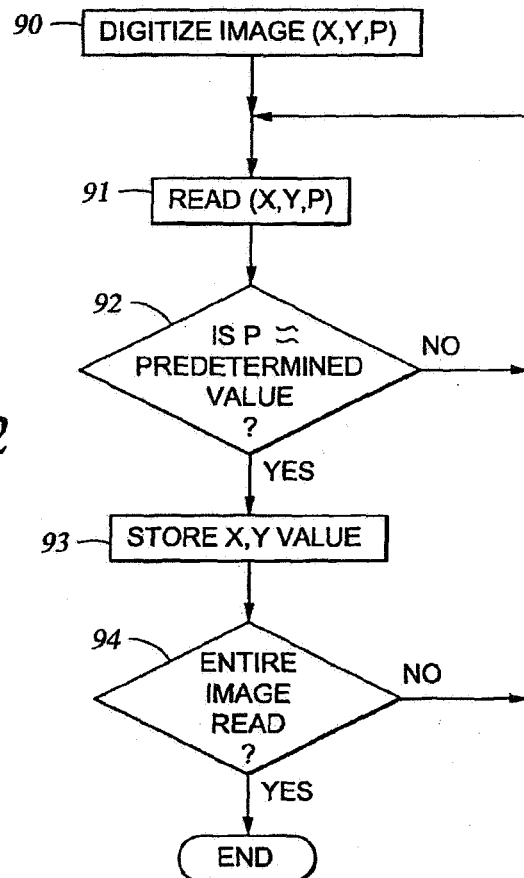 90
DIGITIZE IMAGE (X,Y,P)
91
READ (X,Y,P)
92
IS P ≈
PREDETERMINED
VALUE
?
NO
2
YES
93
STORE X,Y VALUE
94
ENTIRE
IMAGE
READ
?
NO
YES
END